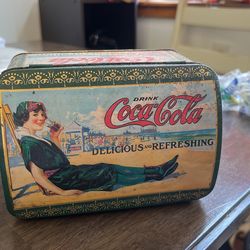 DRINK
Coca-Cola
DELICIOUS AND REFRESHING